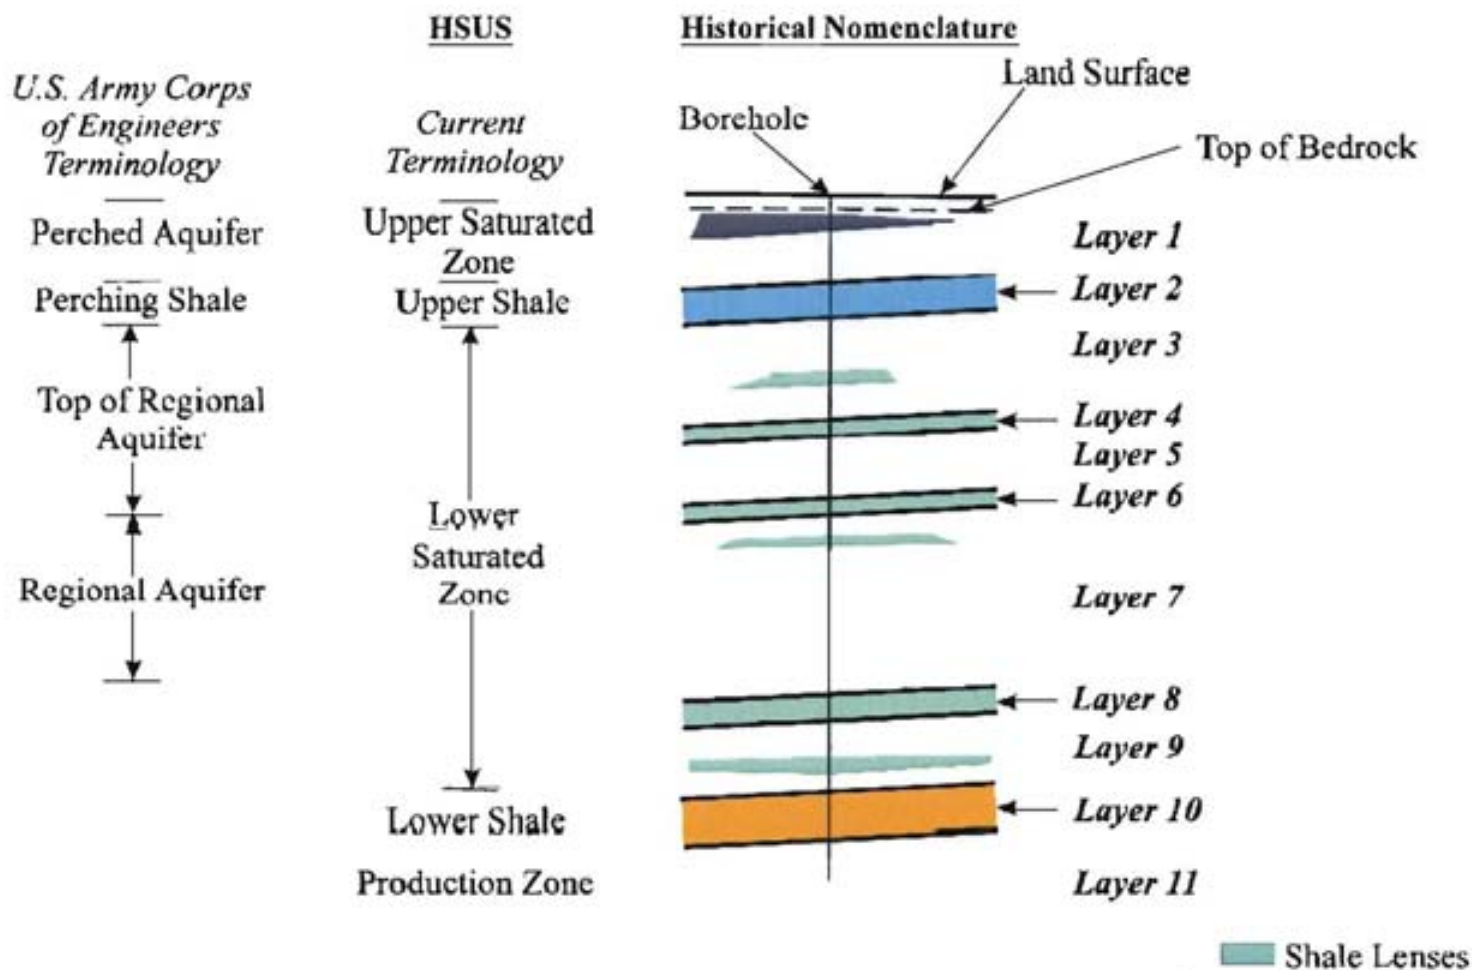 HSUS
Historical Nomenclature
U.S. Army Corps
of Engineers
Terminology
Current
Terminology
Land Surface
Borehole
Top of Bedrock
Perched Aquifer
Upper Saturated
Zone
Layer 1
Perching Shale
Upper Shale
Layer 2
Layer 3
Top of Regional
Aquifer
Layer 4
Layer 5
Layer 6
Lower
Saturated
Zone
Regional Aquifer
Layer 7
Layer 8
Layer 9
Lower Shale
Layer 10
Production Zone
Layer 11
Shale Lenses